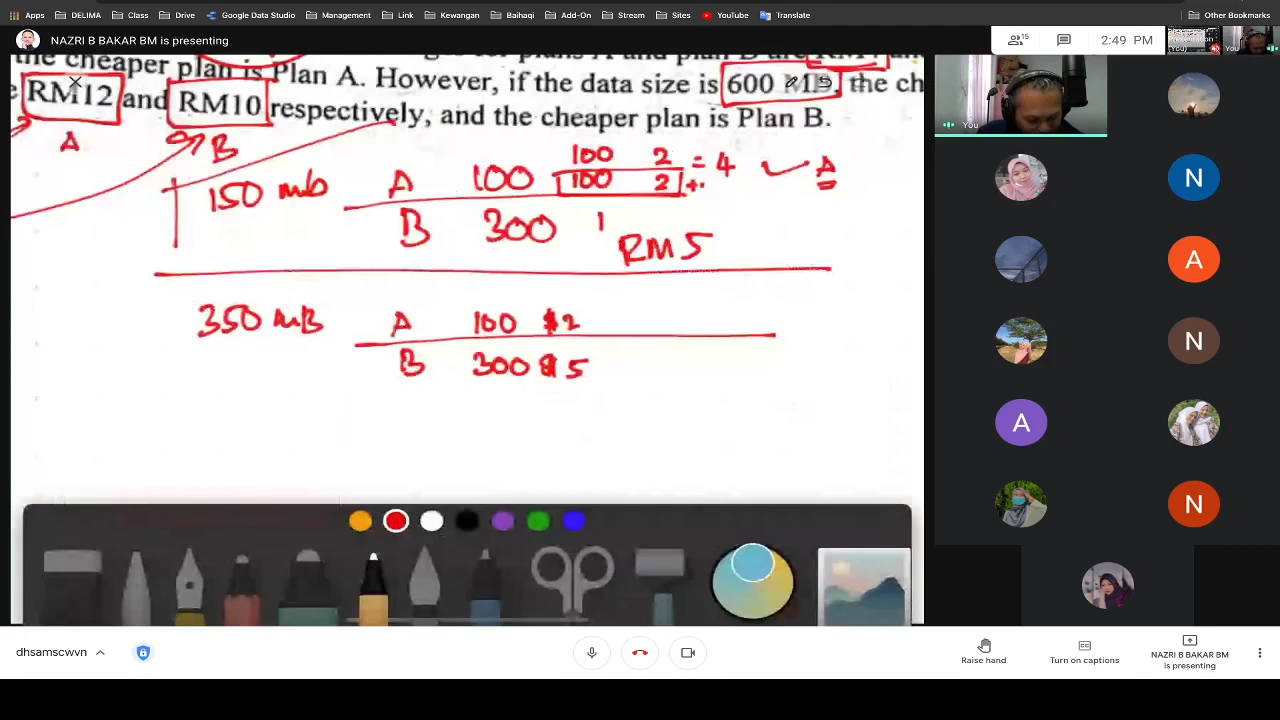 Apps DELIMA Class Drive Google Data Studio Management Link Kewangan Baihaqi Add-On Stream Sites YouTube Translate Other Bookmarks
NAZRI B BAKAR BM is presenting
15
2:49 PM
the cheaper plan is Plan A. However, if the data size is 600 MB, the ch
RM12 and RM10 respectively, and the cheaper plan is Plan B.
A
B
100 2 = 4 A
150 mb A 100 100 2 +
B 300 1 RM 5
350 mB A 100 2
B 300 5
You
N
A
N
A
N
dhsamscwvn
Raise hand
Turn on captions
NAZRI B BAKAR BM
is presenting